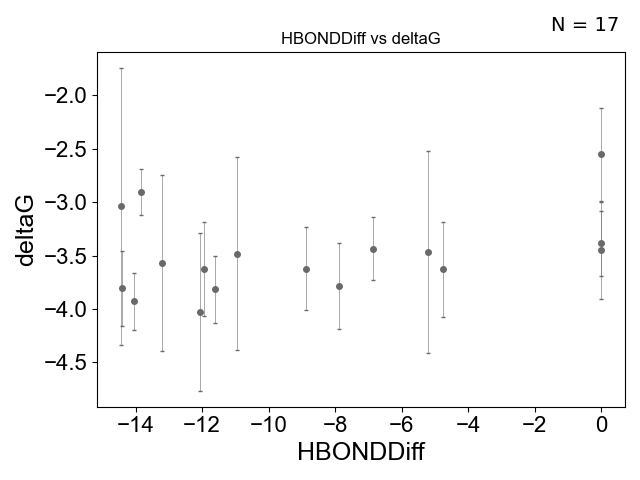 N = 17
HBONDDiff vs deltaG
−2.0
−2.5
−3.0
−3.5
−4.0
−4.5
deltaG
−14 −12 −10 −8 −6 −4 −2 0
HBONDDiff